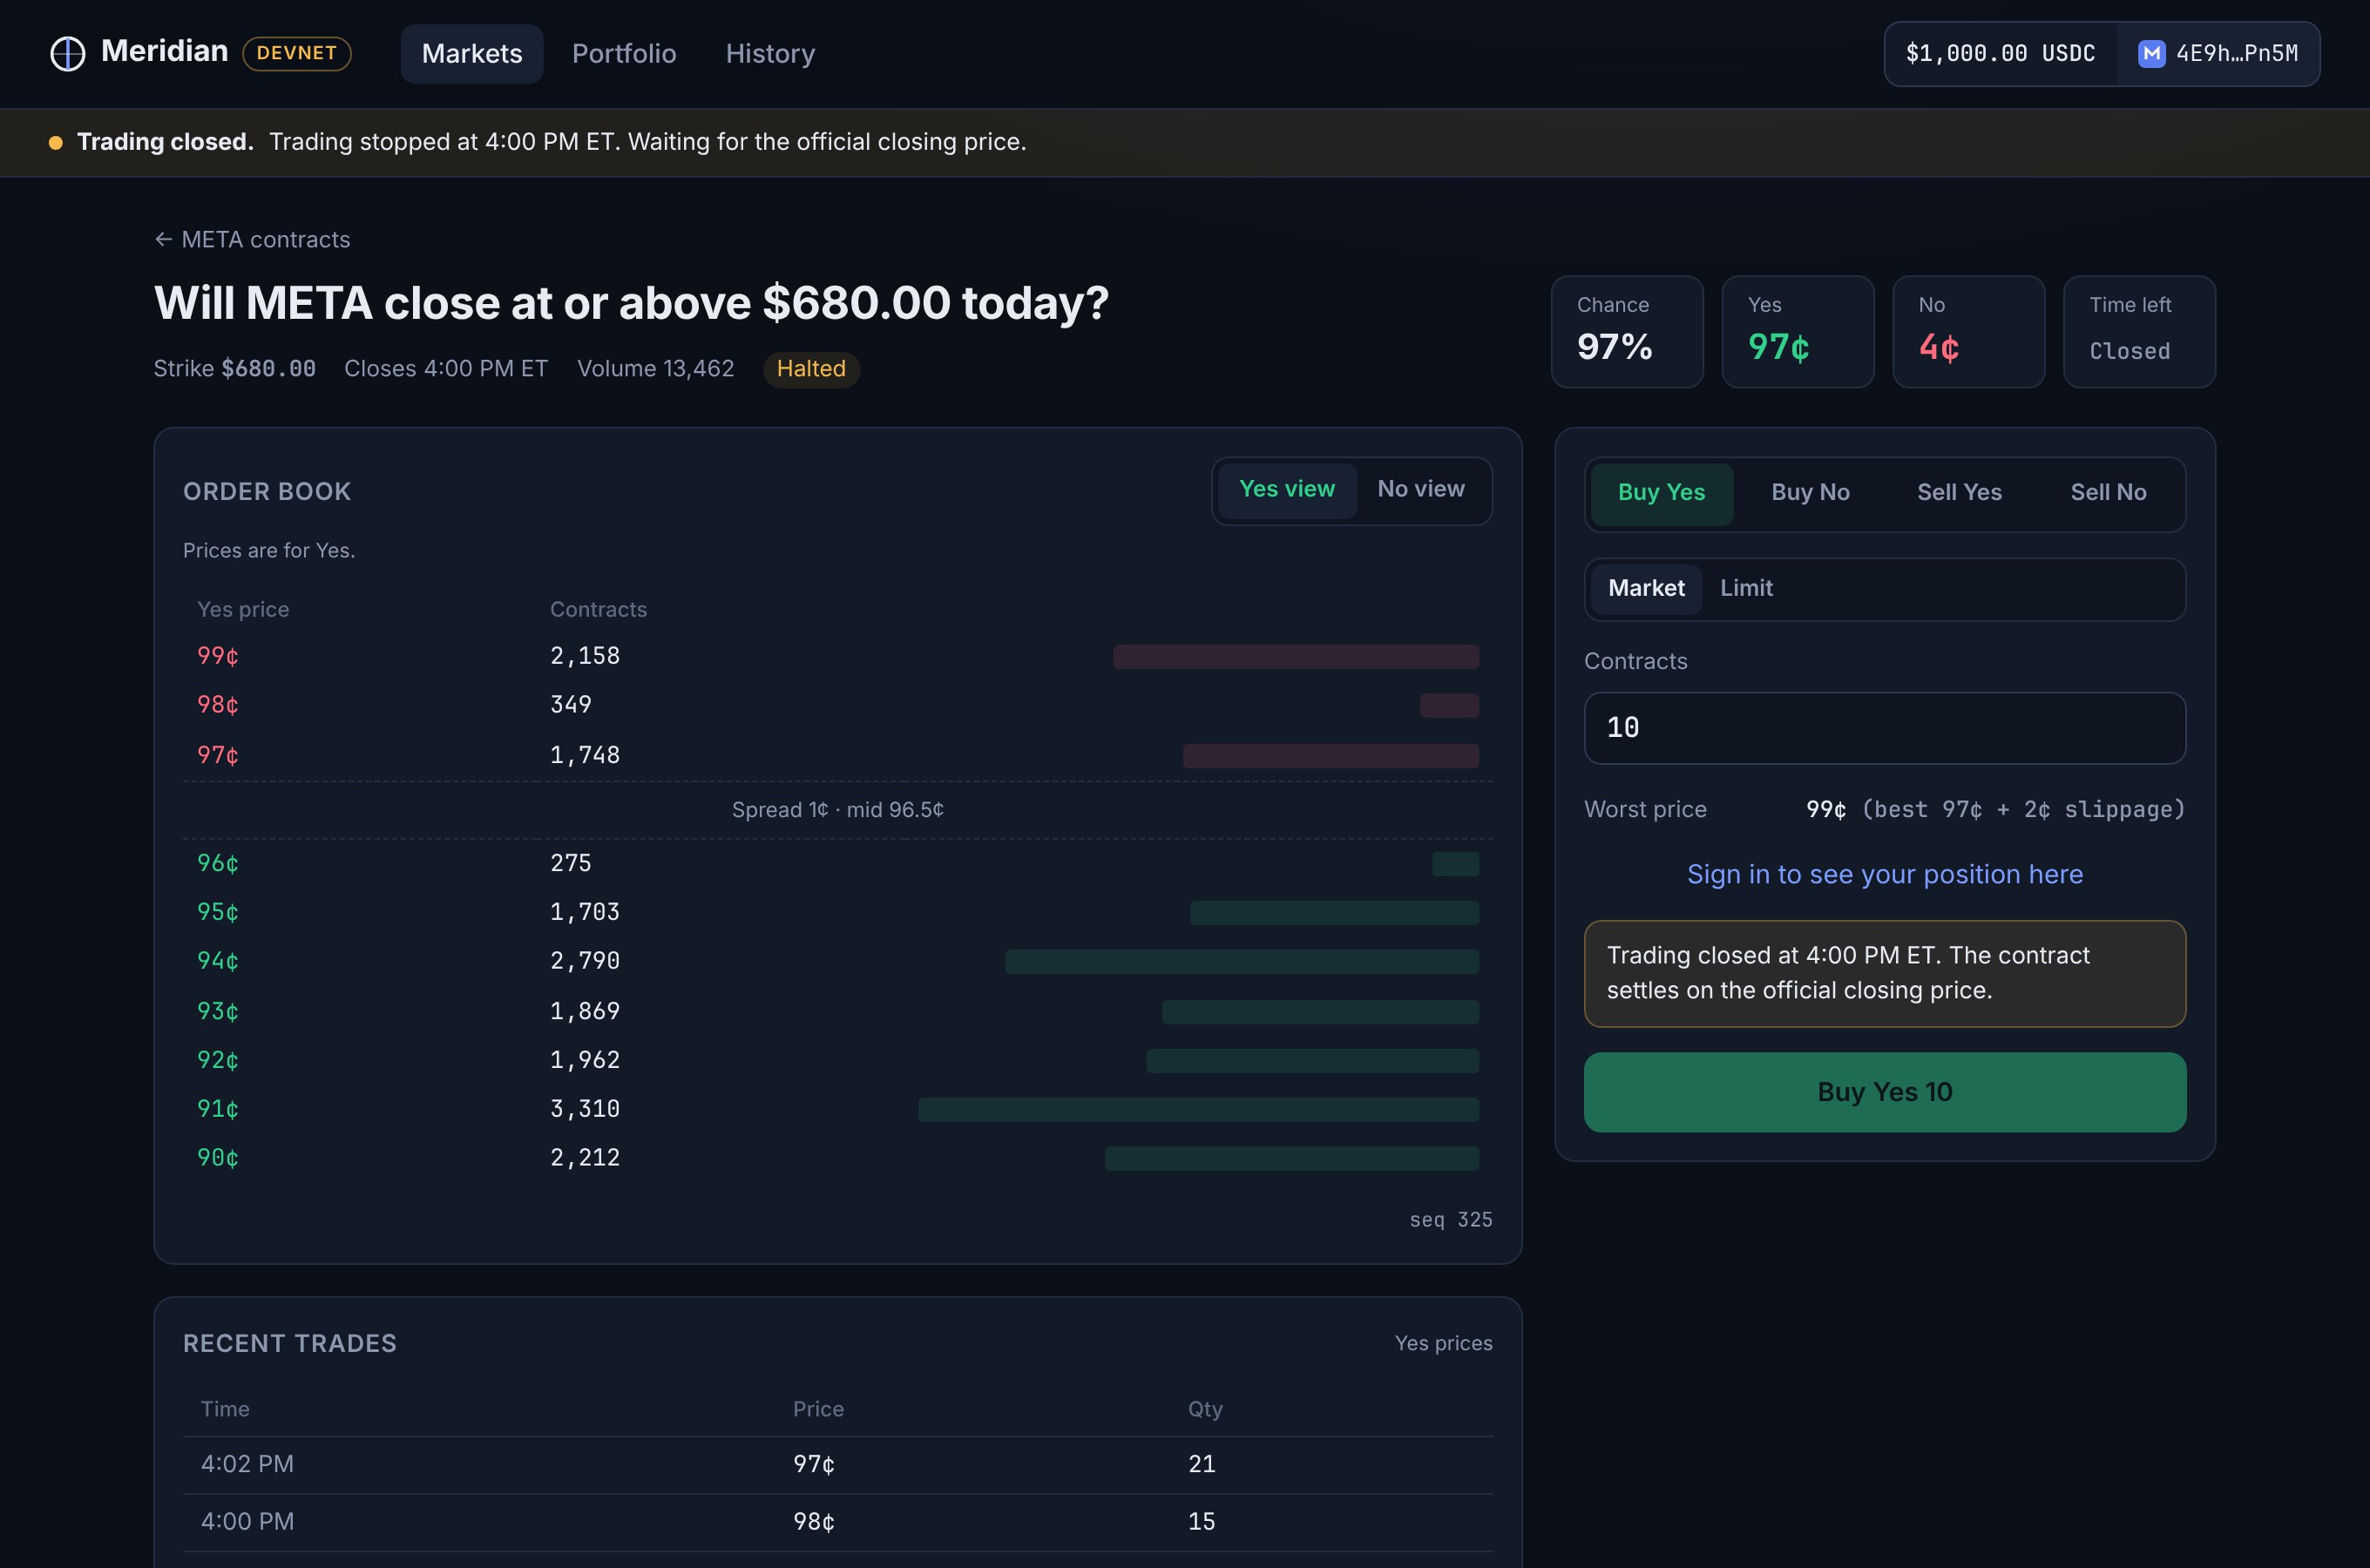 Meridian DEVNET Markets Portfolio History $1,000.00 USDC 4E9h…Pn5M
Trading closed. Trading stopped at 4:00 PM ET. Waiting for the official closing price.
← META contracts
Will META close at or above $680.00 today?
Strike $680.00 Closes 4:00 PM ET Volume 13,462 Halted
Chance Yes No Time left
97% 97¢ 4¢ Closed
ORDER BOOK Yes view No view
Prices are for Yes.
Yes price Contracts
99¢ 2,158
98¢ 349
97¢ 1,748
Spread 1¢ · mid 96.5¢
96¢ 275
95¢ 1,703
94¢ 2,790
93¢ 1,869
92¢ 1,962
91¢ 3,310
90¢ 2,212
seq 325
Buy Yes Buy No Sell Yes Sell No
Market Limit
Contracts
10
Worst price 99¢ (best 97¢ + 2¢ slippage)
Sign in to see your position here
Trading closed at 4:00 PM ET. The contract
settles on the official closing price.
Buy Yes 10
RECENT TRADES Yes prices
Time Price Qty
4:02 PM 97¢ 21
4:00 PM 98¢ 15